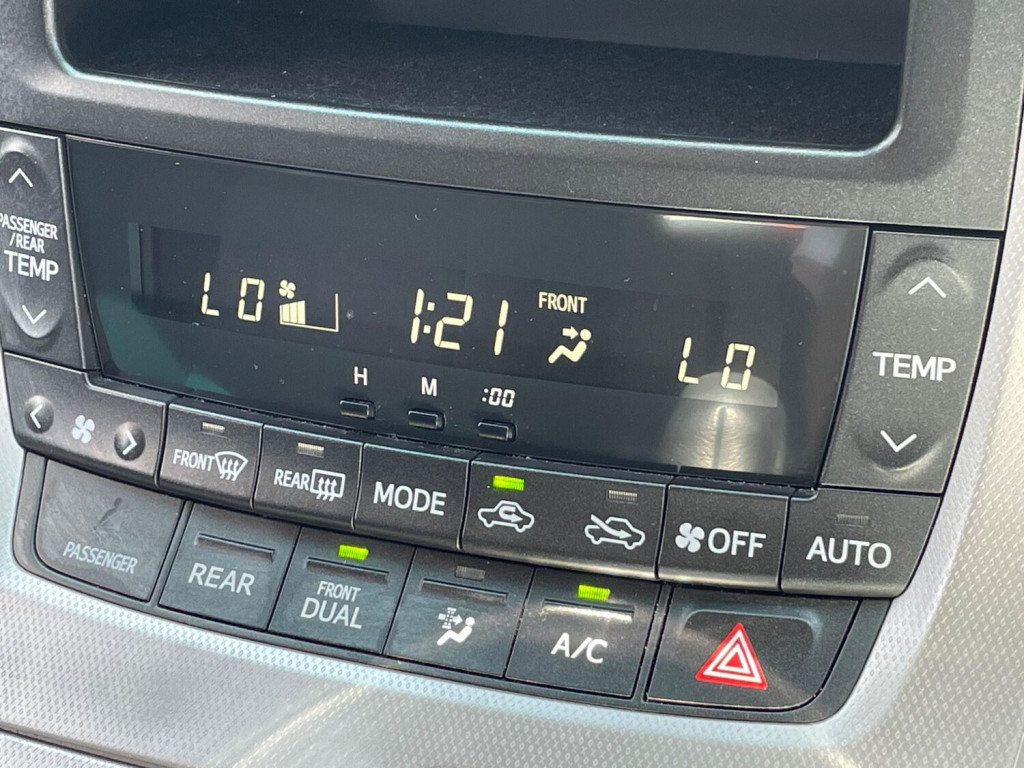 PASSENGER
/REAR
TEMP
LO
1:21
FRONT
LO
TEMP
H
M
:00
FRONT
REAR
MODE
OFF
AUTO
PASSENGER
REAR
FRONT
DUAL
A/C